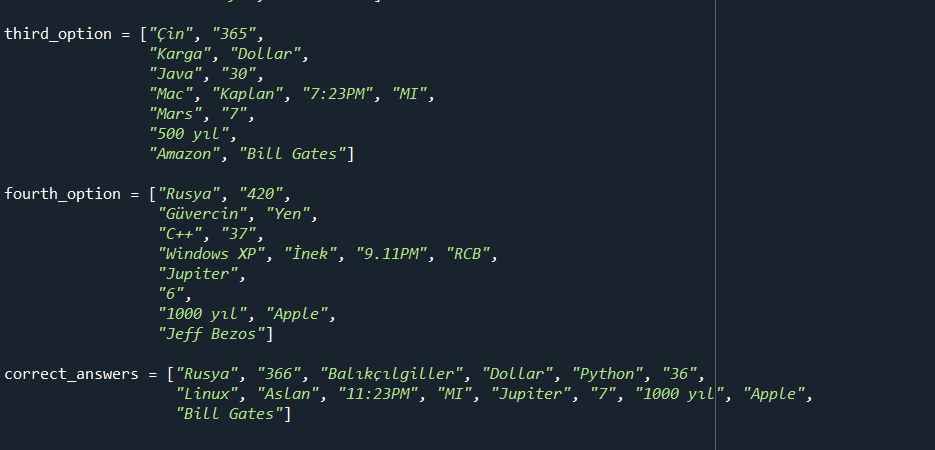 third_option = ["Çin", "365",
"Karga", "Dollar",
"Java", "30",
"Mac", "Kaplan", "7:23PM", "MI",
"Mars", "7",
"500 yıl",
"Amazon", "Bill Gates"]
fourth_option = ["Rusya", "420",
"Güvercin", "Yen",
"C++", "37",
"Windows XP", "İnek", "9.11PM", "RCB",
"Jupiter",
"6",
"1000 yıl", "Apple",
"Jeff Bezos"]
correct_answers = ["Rusya", "366", "Balıkçılgiller", "Dollar", "Python", "36",
"Linux", "Aslan", "11:23PM", "MI", "Jupiter", "7", "1000 yıl", "Apple",
"Bill Gates"]